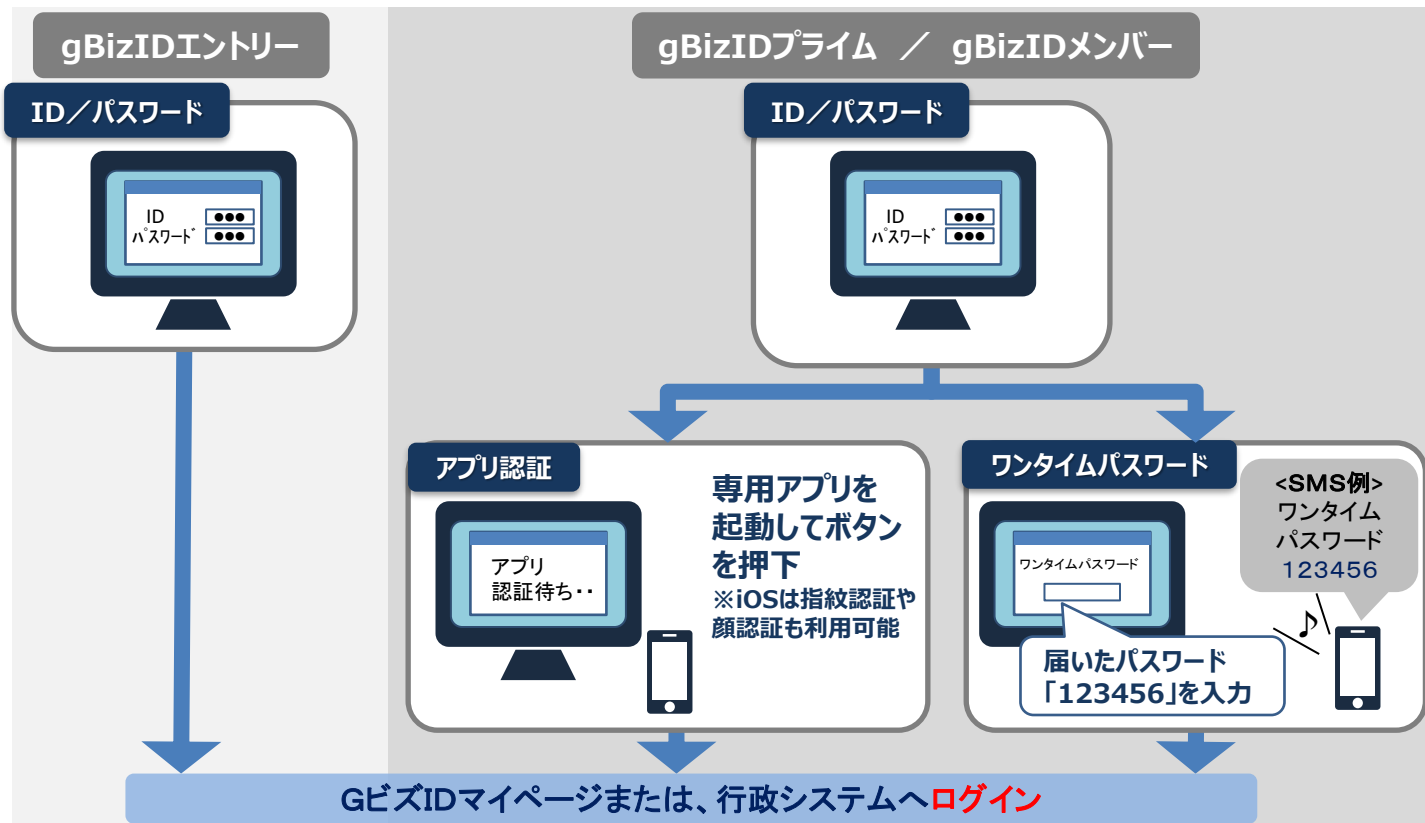 gBizIDエントリー
ID／パスワード
ID
パスワード
●●●
●●●
gBizIDプライム ／ gBizIDメンバー
ID／パスワード
ID
パスワード
●●●
●●●
アプリ認証
アプリ
認証待ち・・
専用アプリを
起動してボタン
を押下
※iOSは指紋認証や
顔認証も利用可能
ワンタイムパスワード
ワンタイムパスワード
届いたパスワード
「123456」を入力
<SMS例>
ワンタイム
パスワード
123456
♪
GビズIDマイページまたは、行政システムへログイン